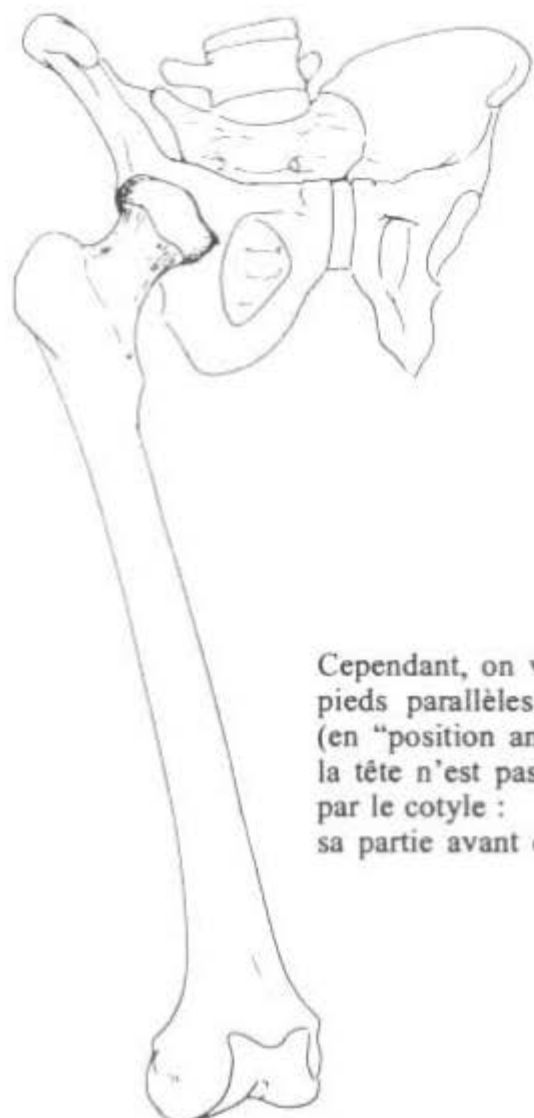 Cependant, on
pieds parallèles
(en “position
la tête n’est pas
par le cotyle :
sa partie avant